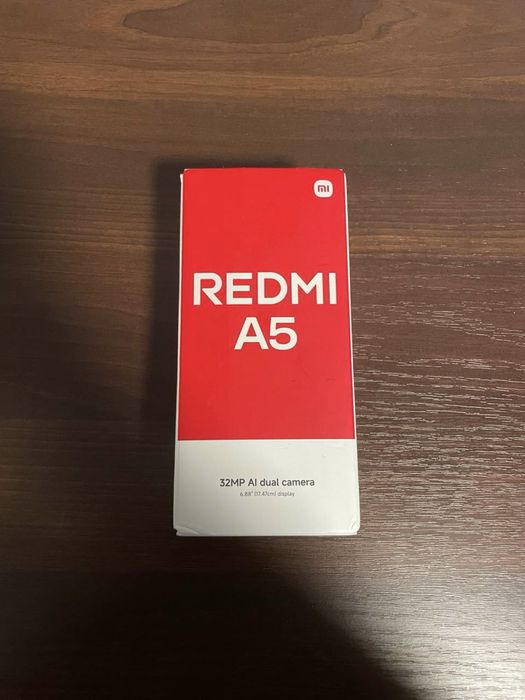 mi
REDMI
A5
32MP AI dual camera
6.88" (17.47cm) display